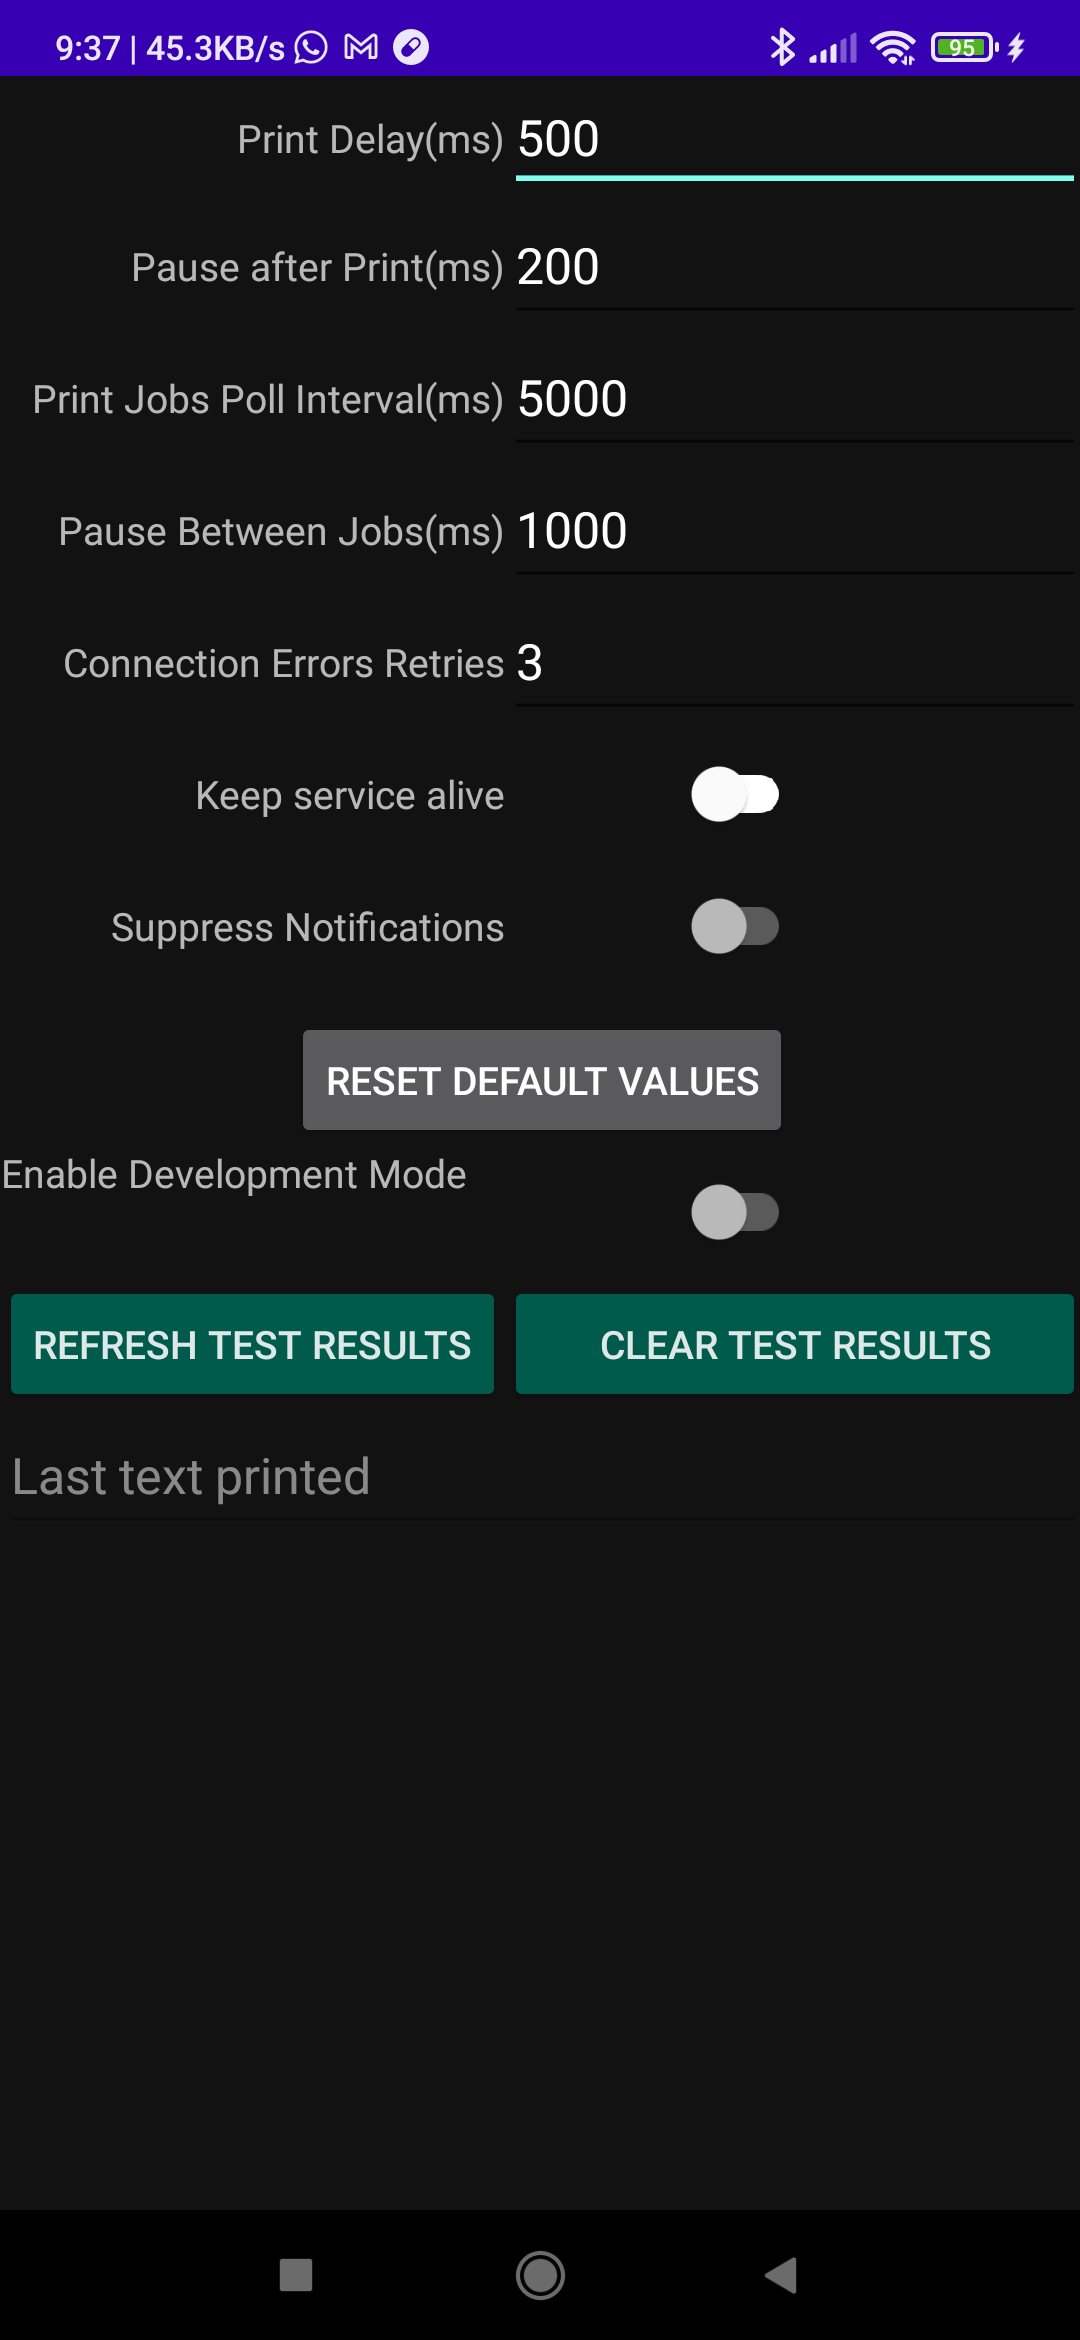 9:37 | 45.3KB/s 95
Print Delay(ms) 500
Pause after Print(ms) 200
Print Jobs Poll Interval(ms) 5000
Pause Between Jobs(ms) 1000
Connection Errors Retries 3
Keep service alive
Suppress Notifications
RESET DEFAULT VALUES
Enable Development Mode
REFRESH TEST RESULTS CLEAR TEST RESULTS
Last text printed